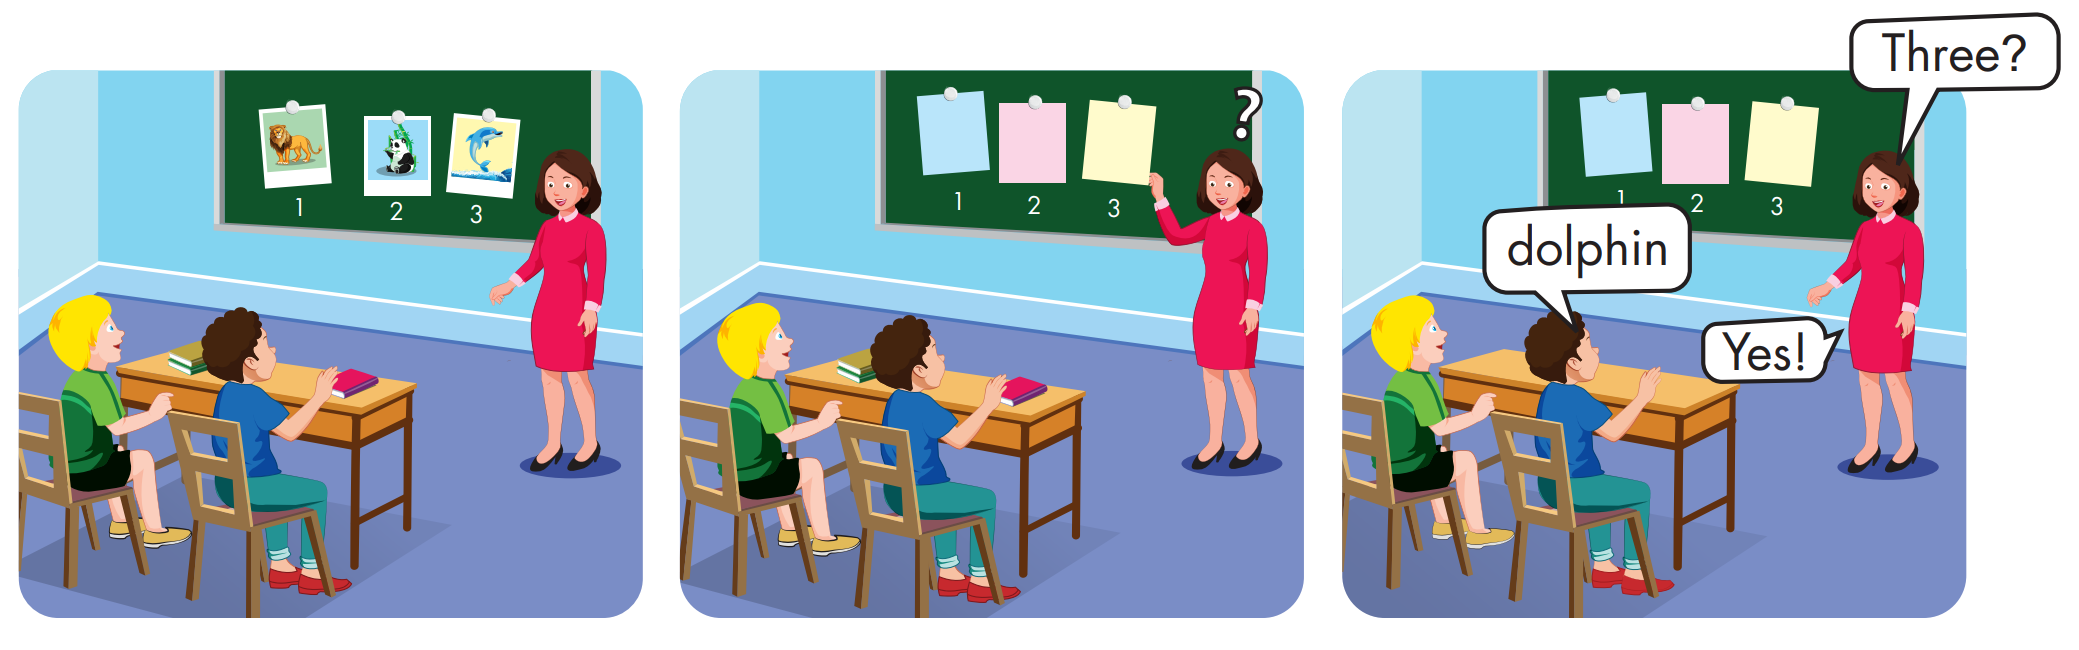 1 2 3
?
1 2 3
Three?
1 2 3
dolphin
Yes!